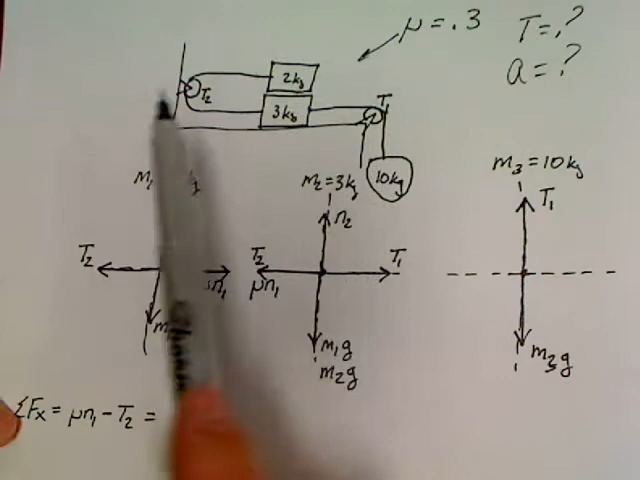 μ = .3
T = ?
a = ?
2kg
T₂
3kg
T
10kg
m₂ = 3kg
m₃ = 10kg
n₂
T₁
T₂
T₂
T₁
μn₁
m₁g
m₂g
m₃g
ΣFx = μn₁ - T₂ =